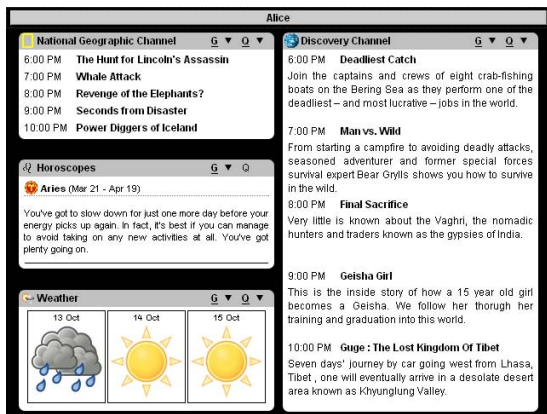 Alice
National Geographic Channel G ▼ Q ▼
6:00 PM The Hunt for Lincoln's Assassin
7:00 PM Whale Attack
8:00 PM Revenge of the Elephants?
9:00 PM Seconds from Disaster
10:00 PM Power Diggers of Iceland
Horoscopes G ▼ Q
Aries (Mar 21 - Apr 19)
You've got to slow down for just one more day before your
energy picks up again. In fact, it's best if you can manage
to avoid taking on any new activities at all. You've got
plenty going on.
Weather G ▼ Q ▼
13 Oct 14 Oct 15 Oct
Discovery Channel G ▼ Q ▼
6:00 PM Deadliest Catch
Join the captains and crews of eight crab-fishing
boats on the Bering Sea as they perform one of the
deadliest – and most lucrative – jobs in the world.
7:00 PM Man vs. Wild
From starting a campfire to avoiding deadly attacks,
seasoned adventurer and former special forces
survival expert Bear Grylls shows you how to survive
in the wild.
8:00 PM Final Sacrifice
Very little is known about the Vaghri, the nomadic
hunters and traders known as the gypsies of India.
9:00 PM Geisha Girl
This is the inside story of how a 15 year old girl
becomes a Geisha. We follow her thorugh her
training and graduation into this world.
10:00 PM Guge : The Lost Kingdom Of Tibet
Seven days' journey by car going west from Lhasa,
Tibet , one will eventually arrive in a desolate desert
area known as Khyunglung Valley.